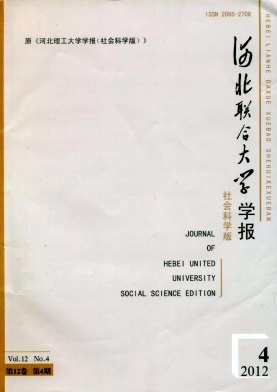 ISSN 2095-2708
原《河北理工大学学报(社会科学版)》
HEBEI LIANHE DAXUE XUEBAO SHEHUIKEXUEBAN
河北联合大学学报
社会科学版
JOURNAL
OF
HEBEI UNITED
UNIVERSITY
SOCIAL SCIENCE EDITION
Vol.12 No.4
第12卷 第4期
4
2012